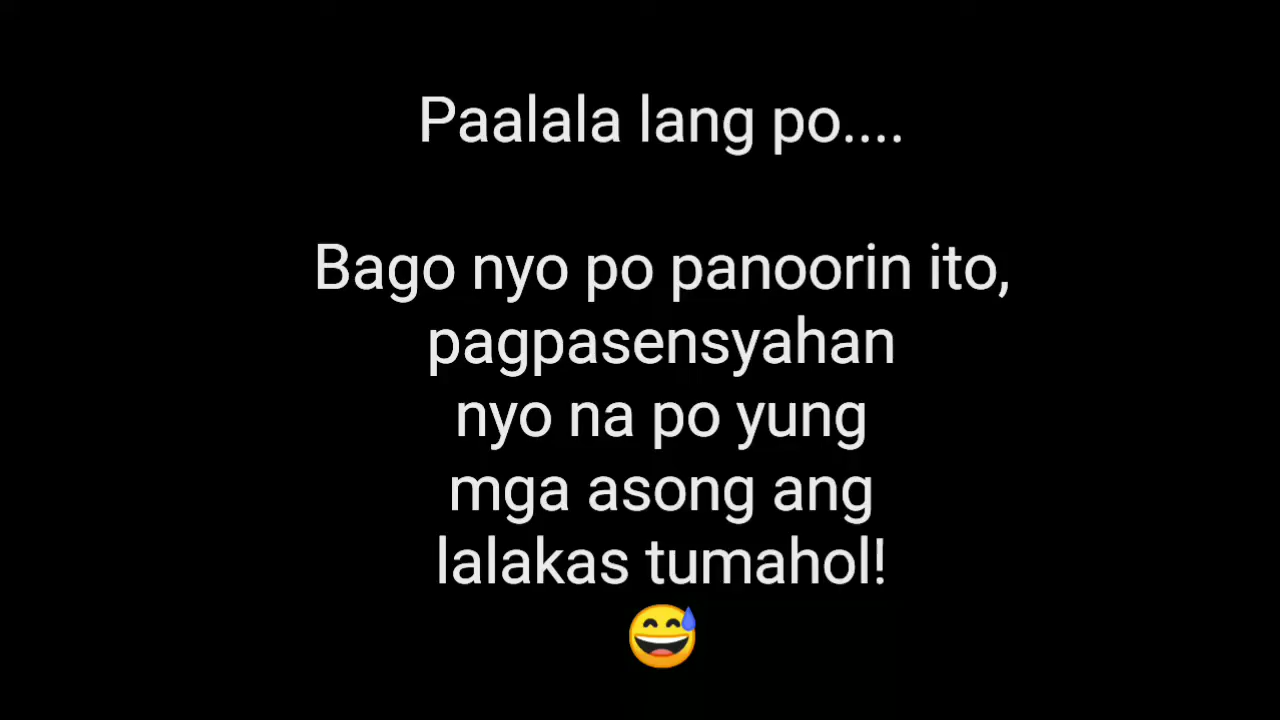 Paalala lang po....
Bago nyo po panoorin ito,
pagpasensyahan
nyo na po yung
mga asong ang
lalakas tumahol!
😅